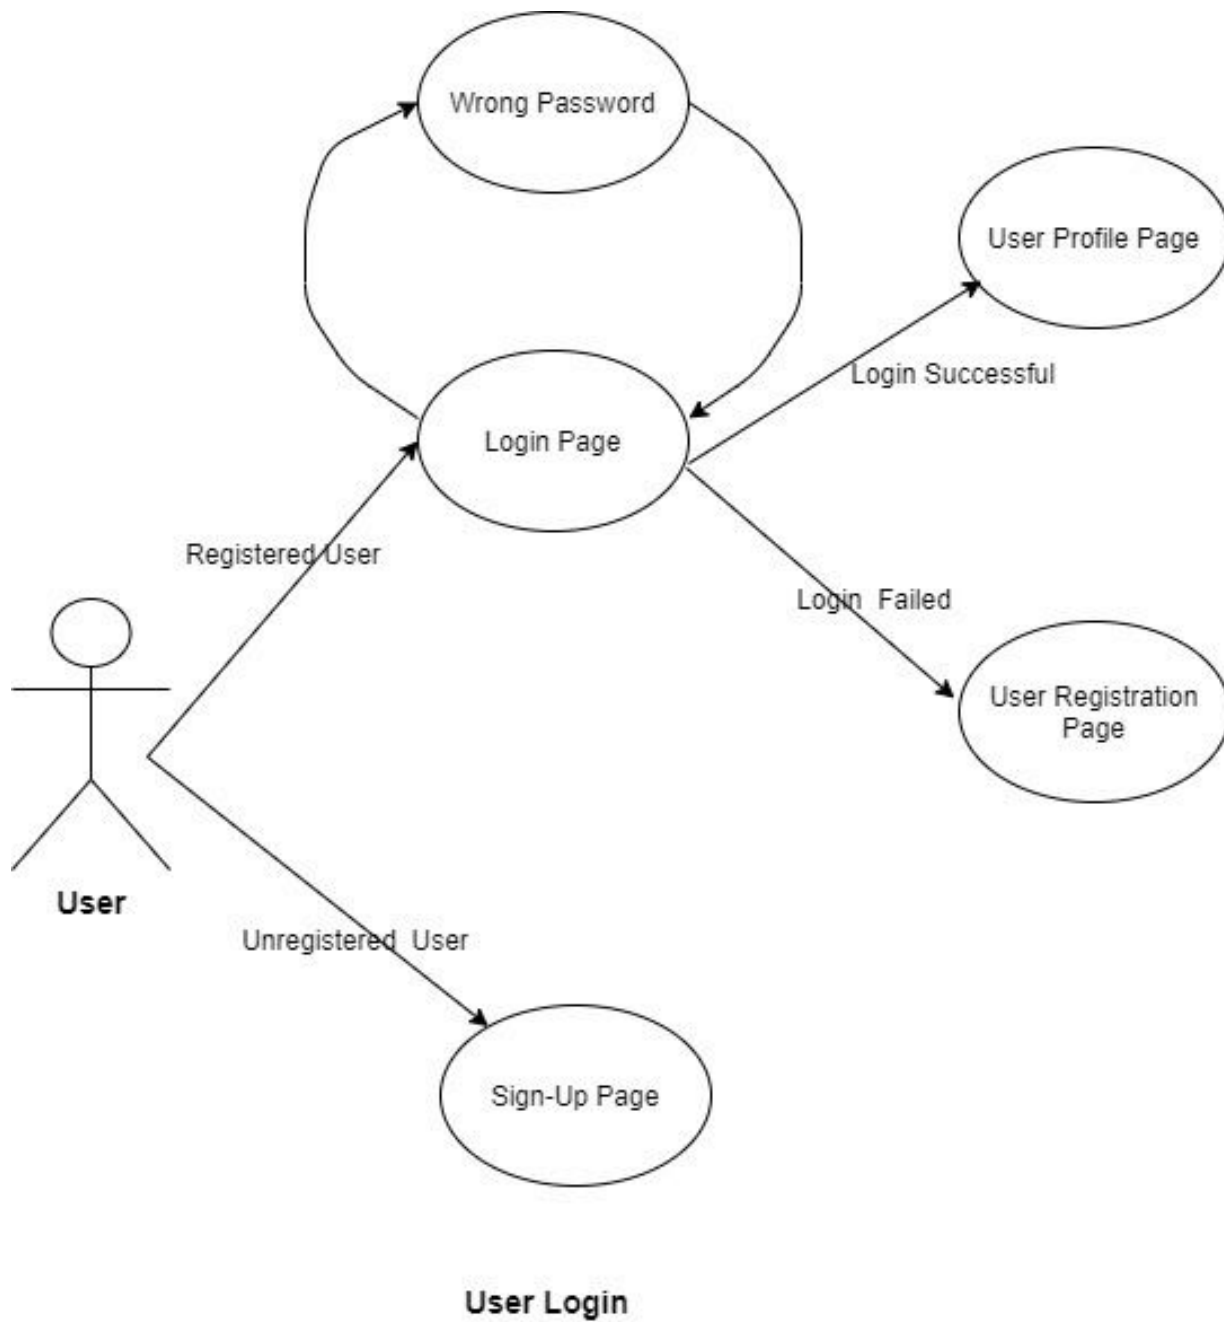 Wrong Password
User Profile Page
Login Successful
Login Page
Registered User
Login  Failed
User Registration
Page
User
Unregistered  User
Sign-Up Page
User Login